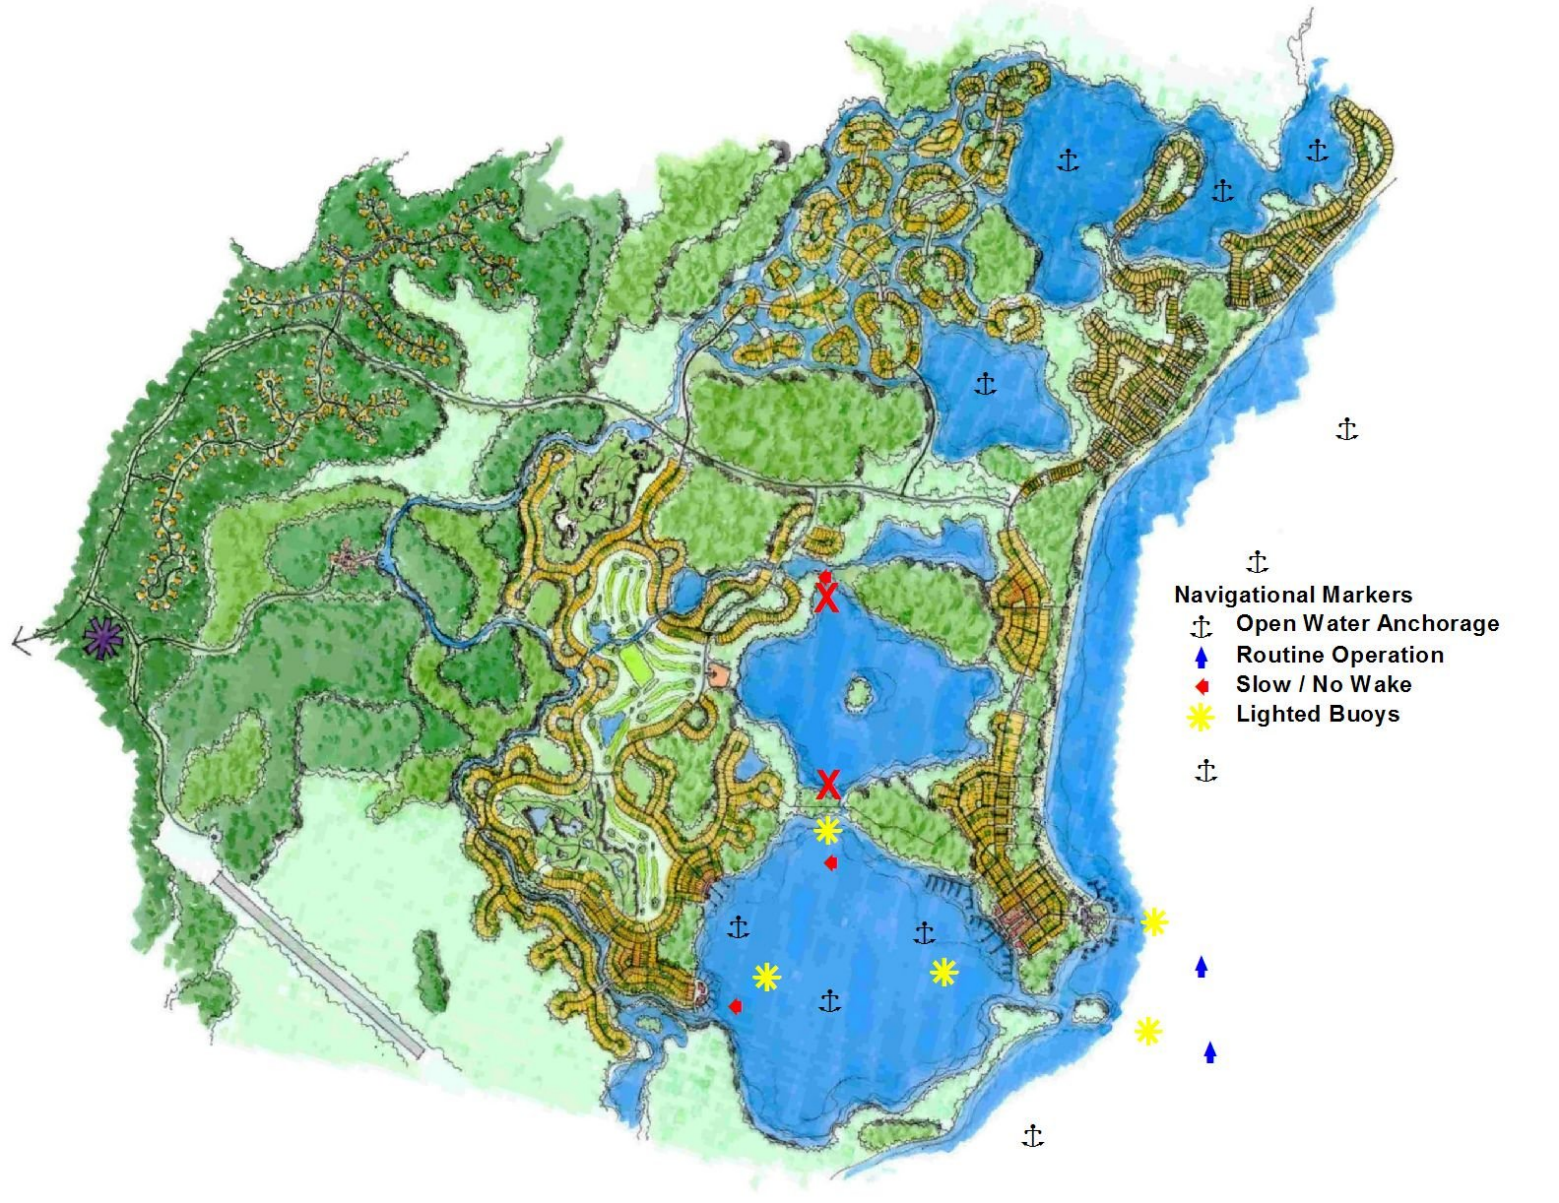 X
X
Navigational Markers
Open Water Anchorage
Routine Operation
Slow / No Wake
Lighted Buoys